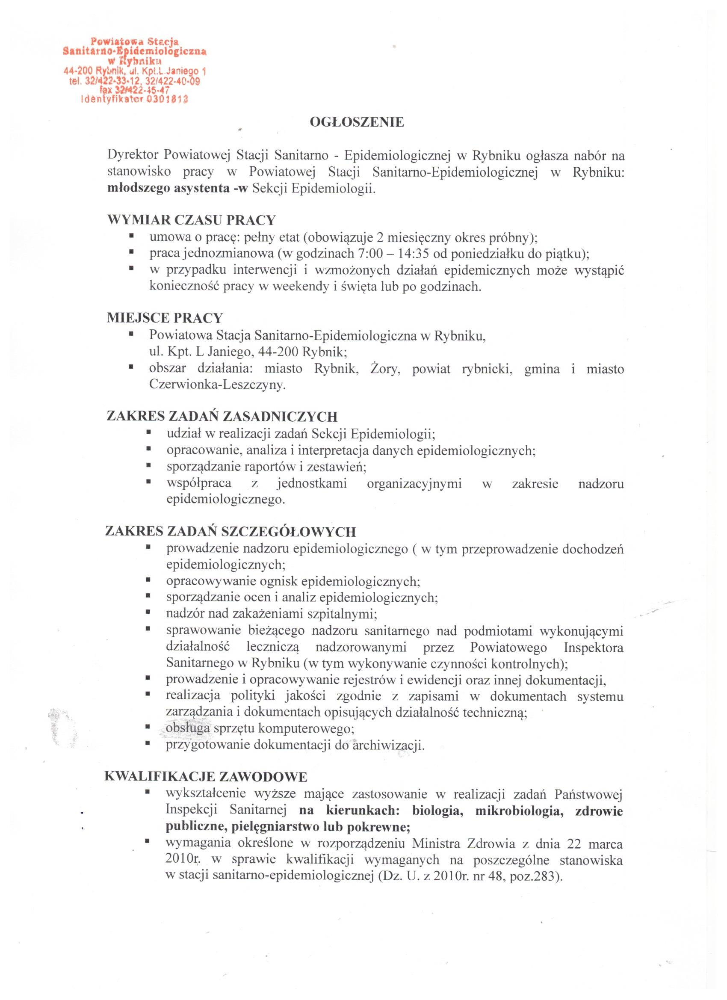 Powiatowa Stacja
Sanitarno-Epidemiologiczna
w Rybniku
44-200 Rybnik, ul. Kpt.L.Janiego 1
tel. 32/422-33-12, 32/422-40-09
fax 32/422-45-47
Identyfikator 0301813
OGŁOSZENIE
Dyrektor Powiatowej Stacji Sanitarno - Epidemiologicznej w Rybniku ogłasza nabór na
stanowisko pracy w Powiatowej Stacji Sanitarno-Epidemiologicznej w Rybniku:
młodszego asystenta -w Sekcji Epidemiologii.
WYMIAR CZASU PRACY
▪ umowa o pracę: pełny etat (obowiązuje 2 miesięczny okres próbny);
▪ praca jednozmianowa (w godzinach 7:00 – 14:35 od poniedziałku do piątku);
▪ w przypadku interwencji i wzmożonych działań epidemicznych może wystąpić
konieczność pracy w weekendy i święta lub po godzinach.
MIEJSCE PRACY
▪ Powiatowa Stacja Sanitarno-Epidemiologiczna w Rybniku,
ul. Kpt. L Janiego, 44-200 Rybnik;
▪ obszar działania: miasto Rybnik, Żory, powiat rybnicki, gmina i miasto
Czerwionka-Leszczyny.
ZAKRES ZADAŃ ZASADNICZYCH
▪ udział w realizacji zadań Sekcji Epidemiologii;
▪ opracowanie, analiza i interpretacja danych epidemiologicznych;
▪ sporządzanie raportów i zestawień;
▪ współpraca z jednostkami organizacyjnymi w zakresie nadzoru
epidemiologicznego.
ZAKRES ZADAŃ SZCZEGÓŁOWYCH
▪ prowadzenie nadzoru epidemiologicznego ( w tym przeprowadzenie dochodzeń
epidemiologicznych;
▪ opracowywanie ognisk epidemiologicznych;
▪ sporządzanie ocen i analiz epidemiologicznych;
▪ nadzór nad zakażeniami szpitalnymi;
▪ sprawowanie bieżącego nadzoru sanitarnego nad podmiotami wykonującymi
działalność leczniczą nadzorowanymi przez Powiatowego Inspektora
Sanitarnego w Rybniku (w tym wykonywanie czynności kontrolnych);
▪ prowadzenie i opracowywanie rejestrów i ewidencji oraz innej dokumentacji,
▪ realizacja polityki jakości zgodnie z zapisami w dokumentach systemu
zarządzania i dokumentach opisujących działalność techniczną;
▪ obsługa sprzętu komputerowego;
▪ przygotowanie dokumentacji do archiwizacji.
KWALIFIKACJE ZAWODOWE
▪ wykształcenie wyższe mające zastosowanie w realizacji zadań Państwowej
Inspekcji Sanitarnej na kierunkach: biologia, mikrobiologia, zdrowie
publiczne, pielęgniarstwo lub pokrewne;
▪ wymagania określone w rozporządzeniu Ministra Zdrowia z dnia 22 marca
2010r. w sprawie kwalifikacji wymaganych na poszczególne stanowiska
w stacji sanitarno-epidemiologicznej (Dz. U. z 2010r. nr 48, poz.283).